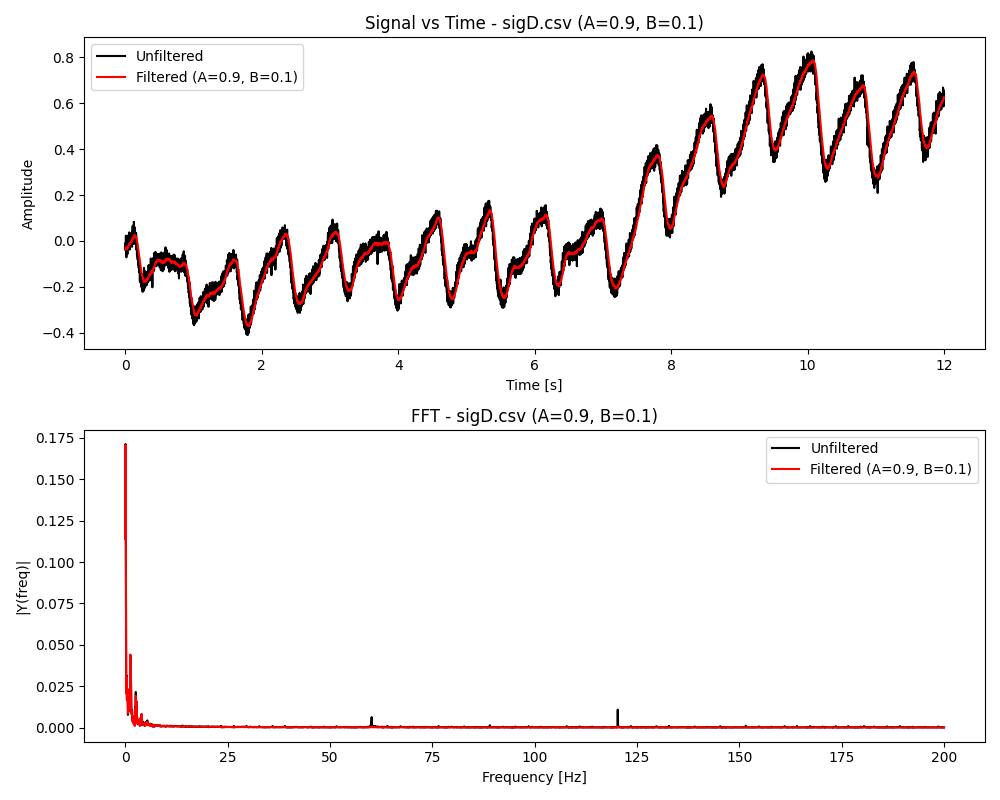 Signal vs Time - sigD.csv (A=0.9, B=0.1)
Unfiltered
Filtered (A=0.9, B=0.1)
Amplitude
0.8
0.6
0.4
0.2
0.0
−0.2
−0.4
0 2 4 6 8 10 12
Time [s]
FFT - sigD.csv (A=0.9, B=0.1)
Unfiltered
Filtered (A=0.9, B=0.1)
|Y(freq)|
0.175
0.150
0.125
0.100
0.075
0.050
0.025
0.000
0 25 50 75 100 125 150 175 200
Frequency [Hz]